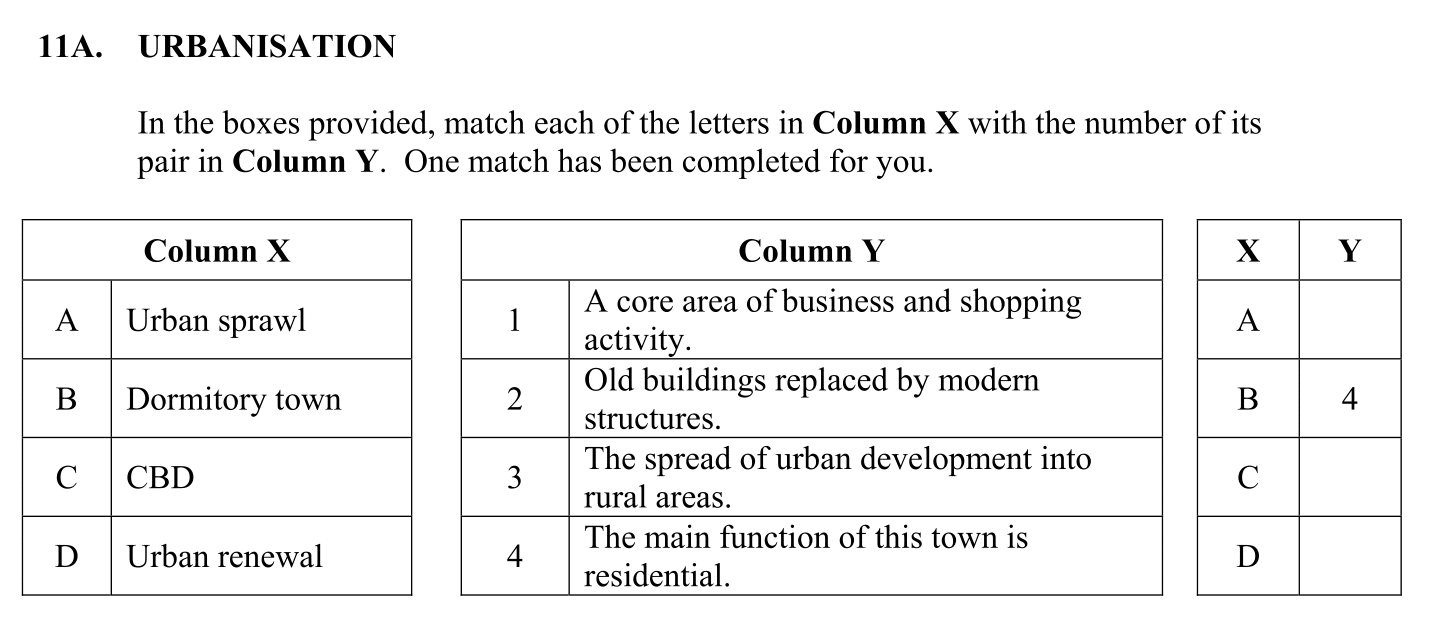 11A. URBANISATION
In the boxes provided, match each of the letters in Column X with the number of its
pair in Column Y. One match has been completed for you.
Column X
A Urban sprawl
B Dormitory town
C CBD
D Urban renewal
Column Y
1 A core area of business and shopping
activity.
2 Old buildings replaced by modern
structures.
3 The spread of urban development into
rural areas.
4 The main function of this town is
residential.
X Y
A
B 4
C
D